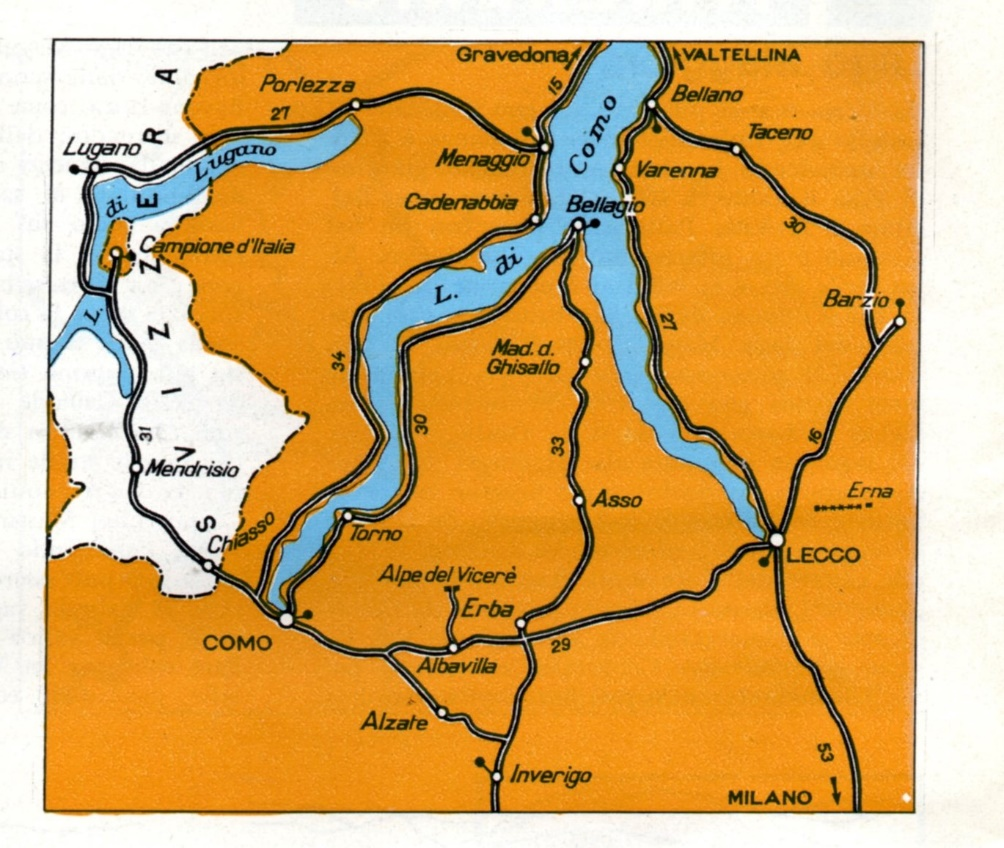 Gravedona
VALTELLINA
15
Porlezza
27
Bellano
Taceno
Lugano
Lugano
di
L.
Menaggio
Como
di
L.
Varenna
Cadenabbia
Bellagio
30
Campione d'Italia
SVIZZERA
Barzio
34
Mad. d.
Ghisallo
27
30
33
16
31
Mendrisio
Asso
Erna
Chiasso
Torno
LECCO
Alpe del Vicerè
Erba
COMO
29
Albavilla
Alzate
Inverigo
53
MILANO